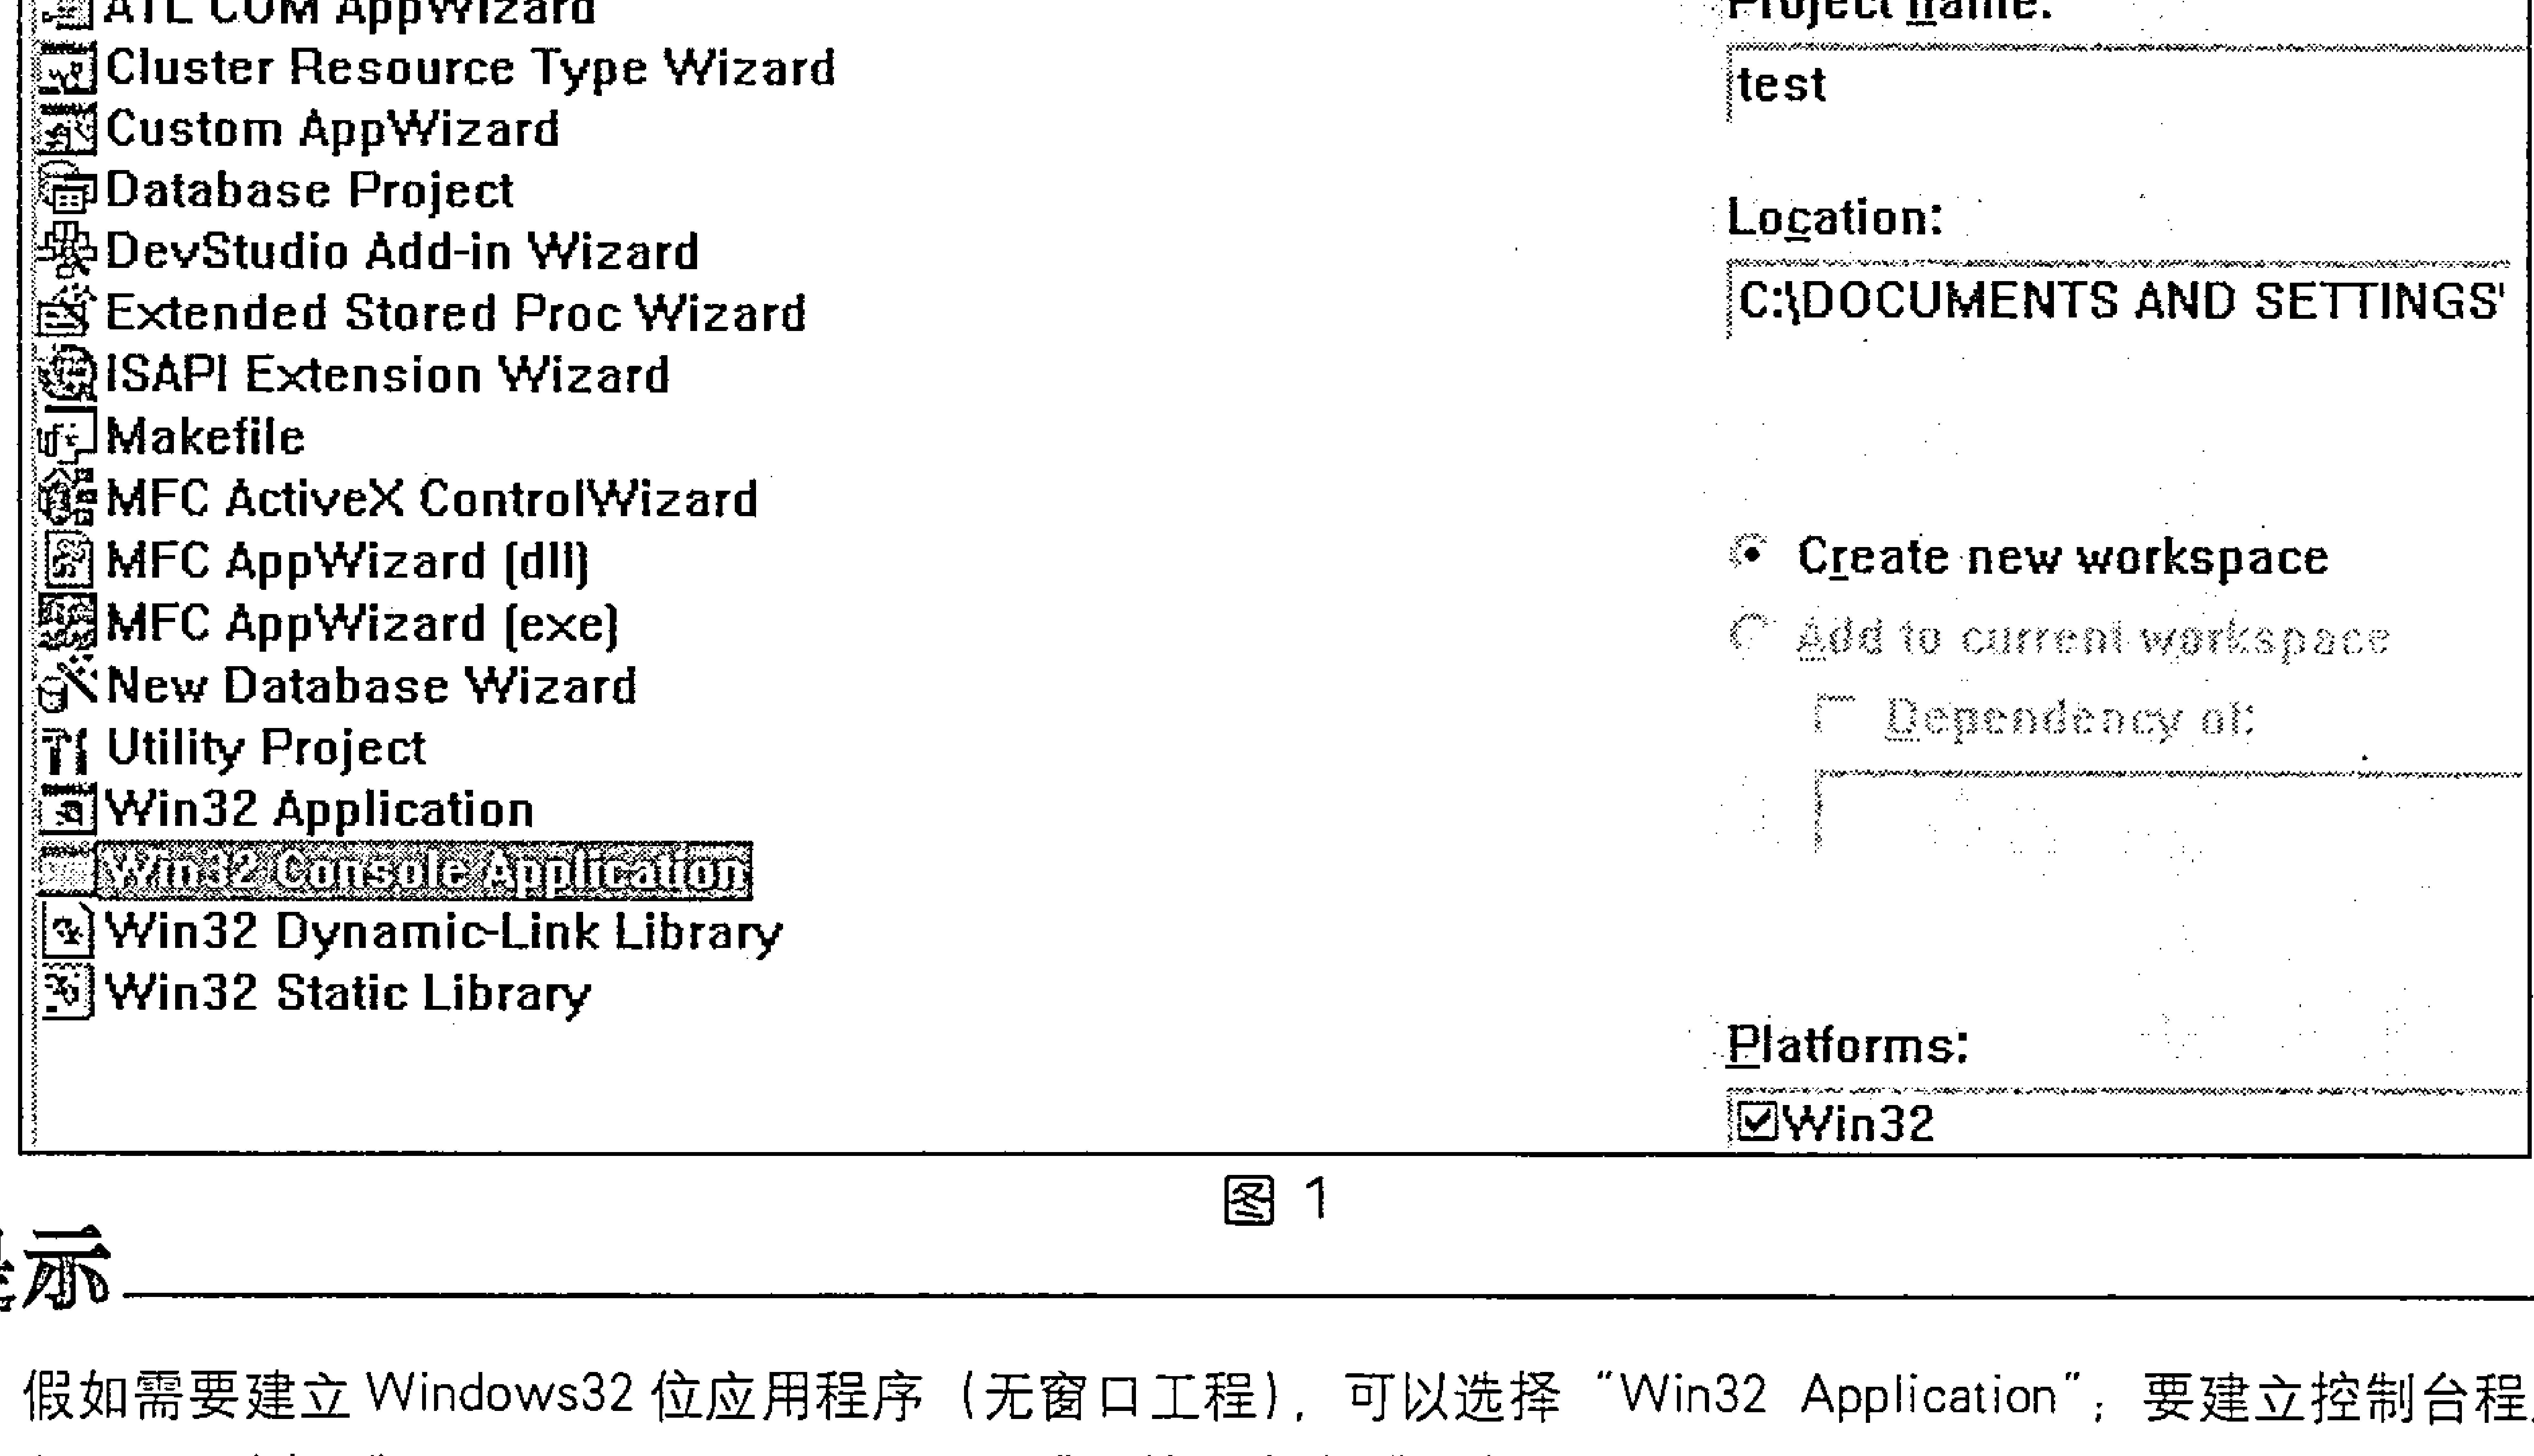 ATL COM AppWizard
Cluster Resource Type Wizard
Custom AppWizard
Database Project
DevStudio Add-in Wizard
Extended Stored Proc Wizard
ISAPI Extension Wizard
Makefile
MFC ActiveX ControlWizard
MFC AppWizard (dll)
MFC AppWizard (exe)
New Database Wizard
Utility Project
Win32 Application
Win32 Console Application
Win32 Dynamic-Link Library
Win32 Static Library
Project name:
test
Location:
C:\DOCUMENTS AND SETTINGS
Create new workspace
Add to current workspace
Dependency of:
Platforms:
Win32
图 1
示
假如需要建立 Windows32 位应用程序（无窗口工程），可以选择 “Win32 Application”；要建立控制台程